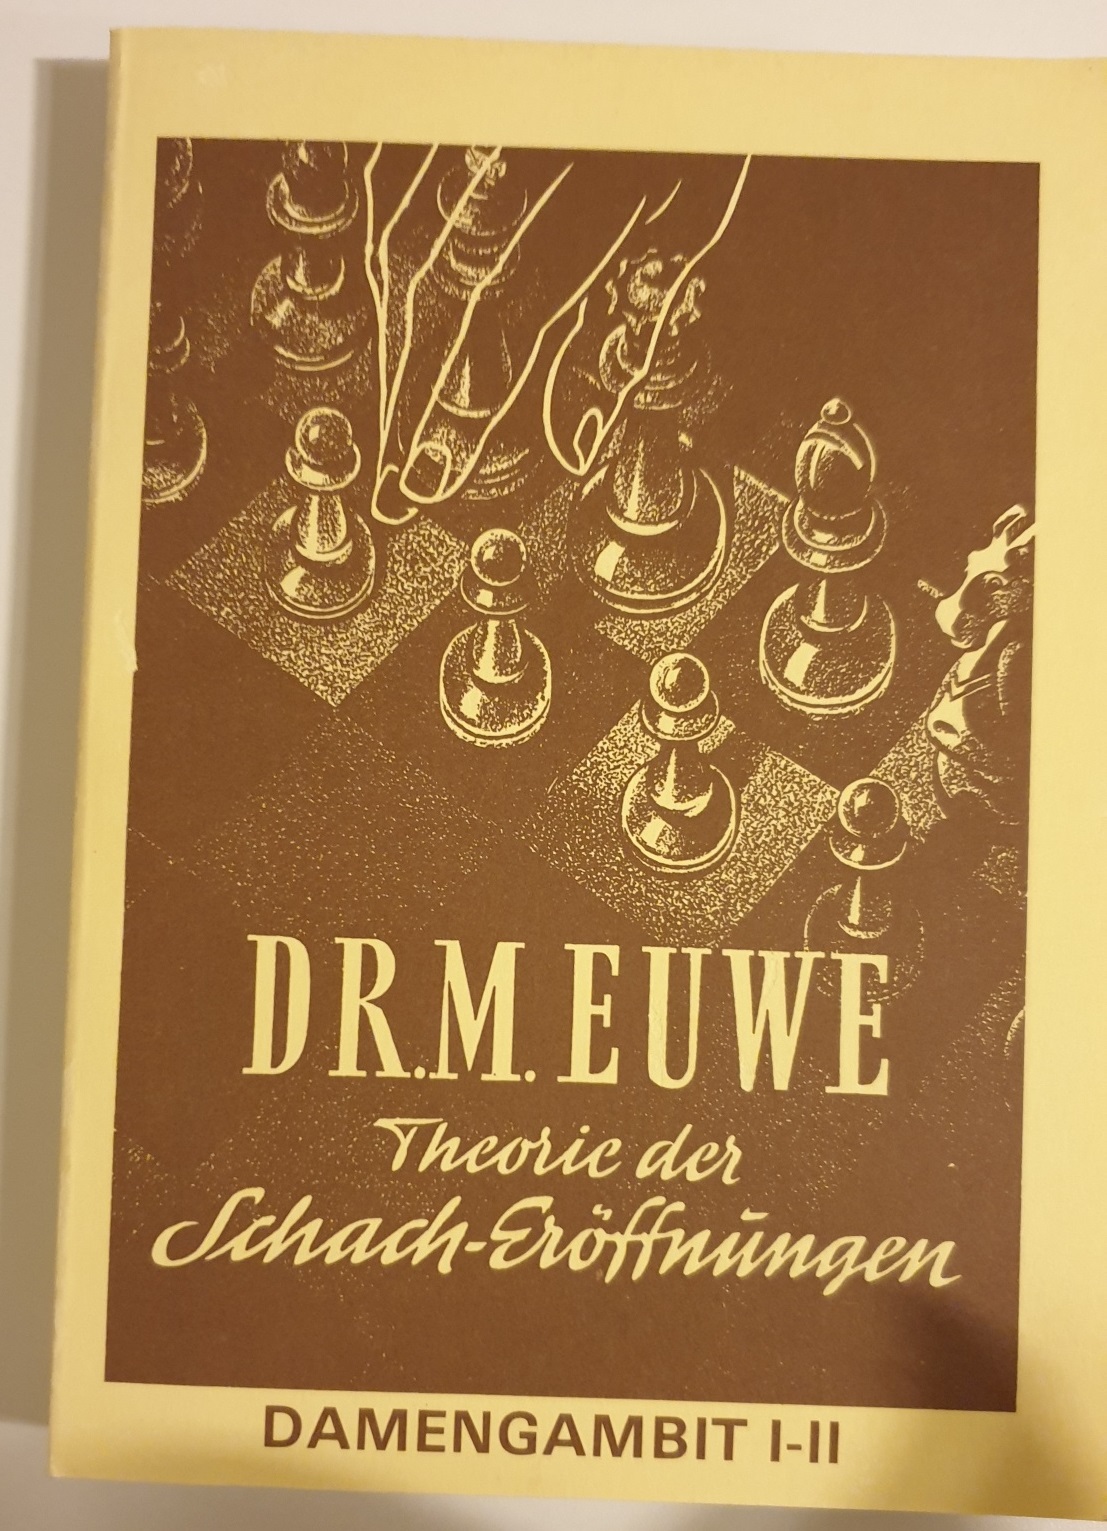 DR. M. EUWE
Theorie der
Schach-Eröffnungen
DAMENGAMBIT I-II